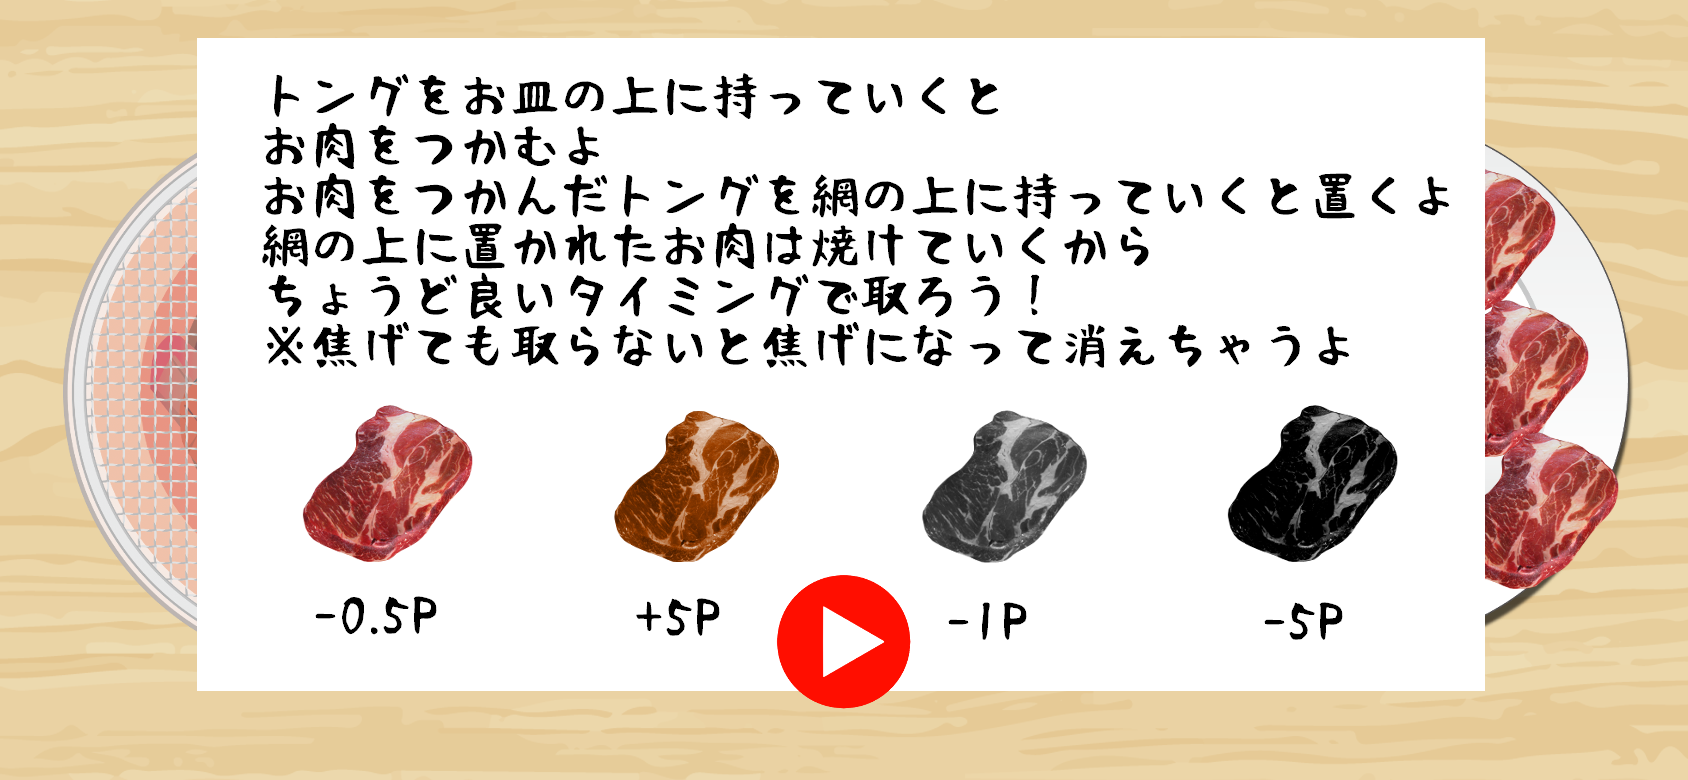 トングをお皿の上に持っていくと
お肉をつかむよ
お肉をつかんだトングを網の上に持っていくと置くよ
網の上に置かれたお肉は焼けていくから
ちょうど良いタイミングで取ろう！
※焦げても取らないと焦げになって消えちゃうよ
-0.5P
+5P
-1P
-5P